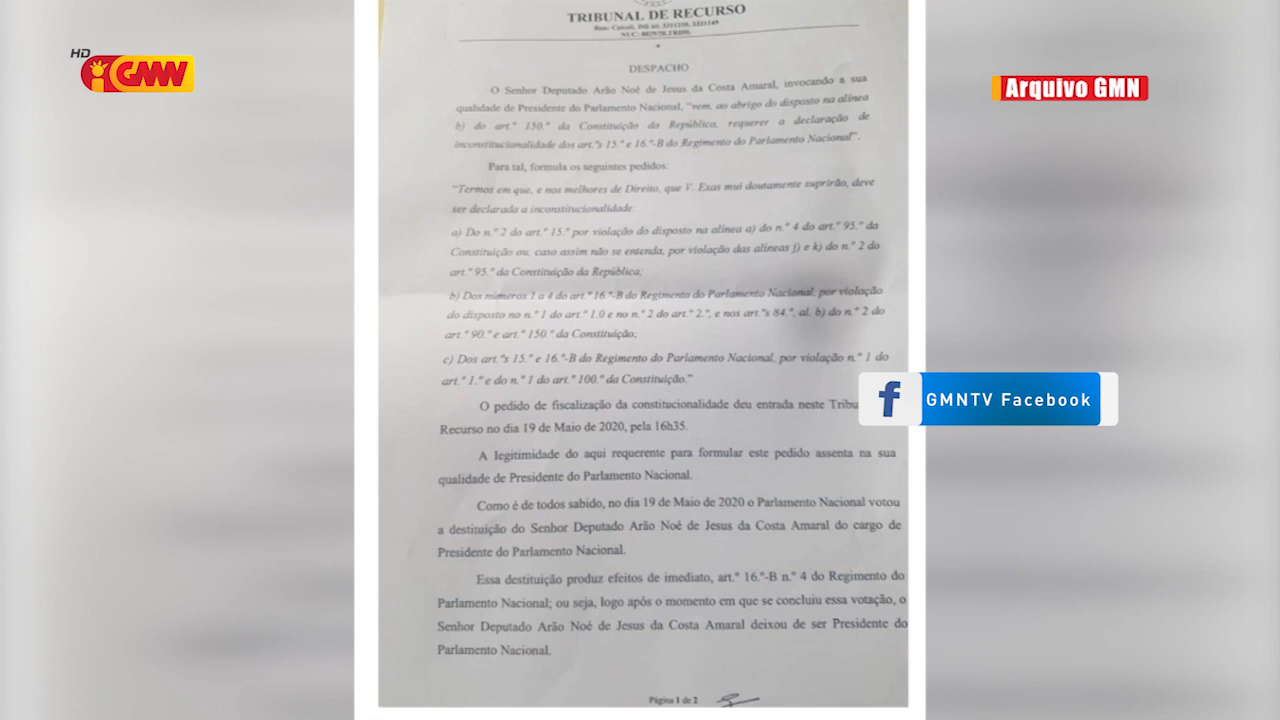 HD
GMN
Arquivo GMN
TRIBUNAL DE RECURSO
Rua: Caicoli, Dili tel. 3331149
NUC: 0029/20.TRDIL
DESPACHO
O Senhor Deputado Arão Noé de Jesus da Costa Amaral, invocando a sua
qualidade de Presidente do Parlamento Nacional, "vem, ao abrigo do disposto na alínea
b) do art.º 150.º da Constituição da República, requerer a declaração de
inconstitucionalidade dos art.ºs 15.º e 16.º-B do Regimento do Parlamento Nacional".
Para tal, formula os seguintes pedidos:
"Termos em que, e nos melhores de Direito, que V. Exas mui doutamente suprirão, deve
ser declarada a inconstitucionalidade:
a) Do n.º 2 do art.º 15.º por violação do disposto na alínea a) do n.º 4 do art.º 95.º da
Constituição ou, caso assim não se entenda, por violação das alíneas j) e k) do n.º 2 do
art.º 95.º da Constituição da República;
b) Dos números 1 a 4 do art.º 16.º-B do Regimento do Parlamento Nacional, por violação
do disposto no n.º 1 do art.º 1.0 e no n.º 2 do art.º 2.º, e nos art.ºs 84.º, al. b) do n.º 2 do
art.º 90.º e art.º 150.º da Constituição;
c) Dos art.ºs 15.º e 16.º-B do Regimento do Parlamento Nacional, por violação n.º 1 do
art.º 1.º e do n.º 1 do art.º 100.º da Constituição."
O pedido de fiscalização da constitucionalidade deu entrada neste Tribu
Recurso no dia 19 de Maio de 2020, pela 16h35.
f GMNTV Facebook
A legitimidade do aqui requerente para formular este pedido assenta na sua
qualidade de Presidente do Parlamento Nacional.
Como é de todos sabido, no dia 19 de Maio de 2020 o Parlamento Nacional votou
a destituição do Senhor Deputado Arão Noé de Jesus da Costa Amaral do cargo de
Presidente do Parlamento Nacional.
Essa destituição produz efeitos de imediato, art.º 16.º-B n.º 4 do Regimento do
Parlamento Nacional; ou seja, logo após o momento em que se concluiu essa votação, o
Senhor Deputado Arão Noé de Jesus da Costa Amaral deixou de ser Presidente do
Parlamento Nacional.
Página 1 de 2